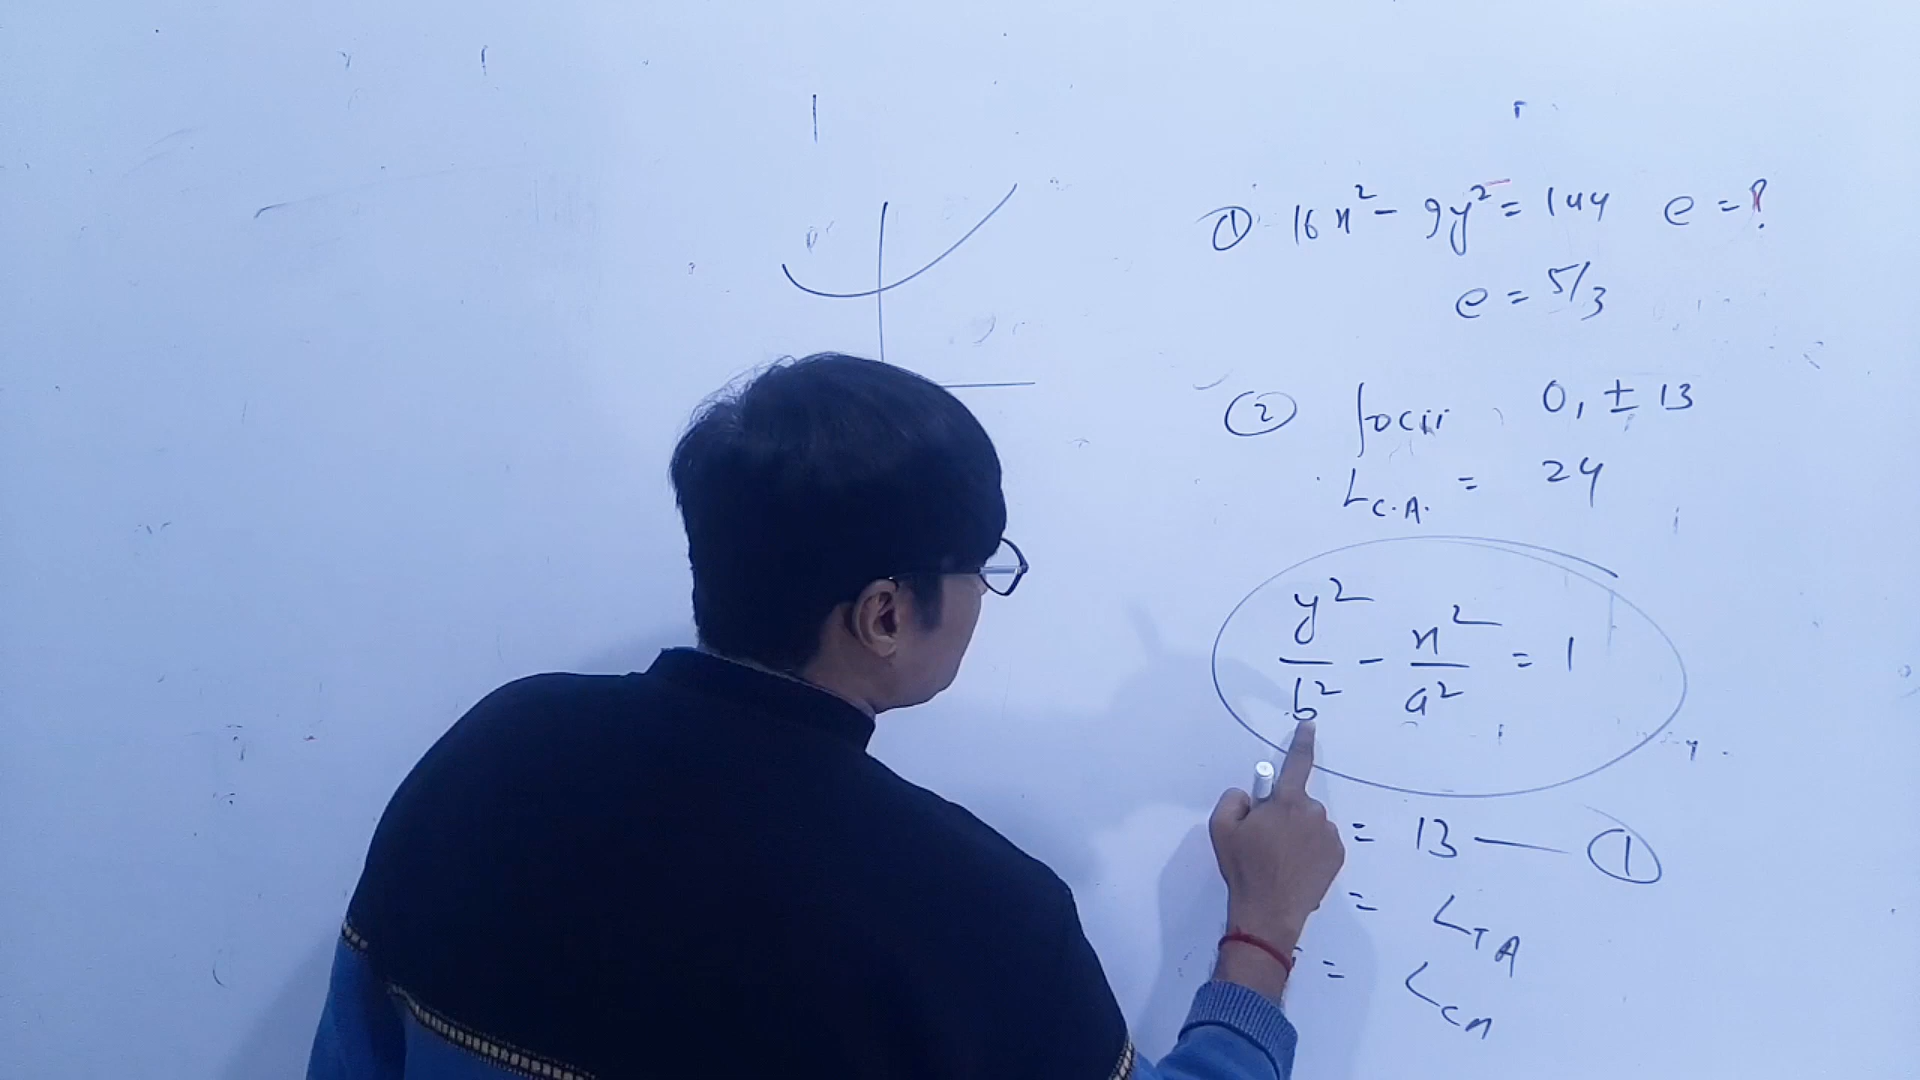 ① 16x² - 9y² = 144 e = ?
e = 5/3
② focii 0, ± 13
L C.A. = 24
y²/b² - x²/a² = 1
= 13 — ①
= L TA
= L CA